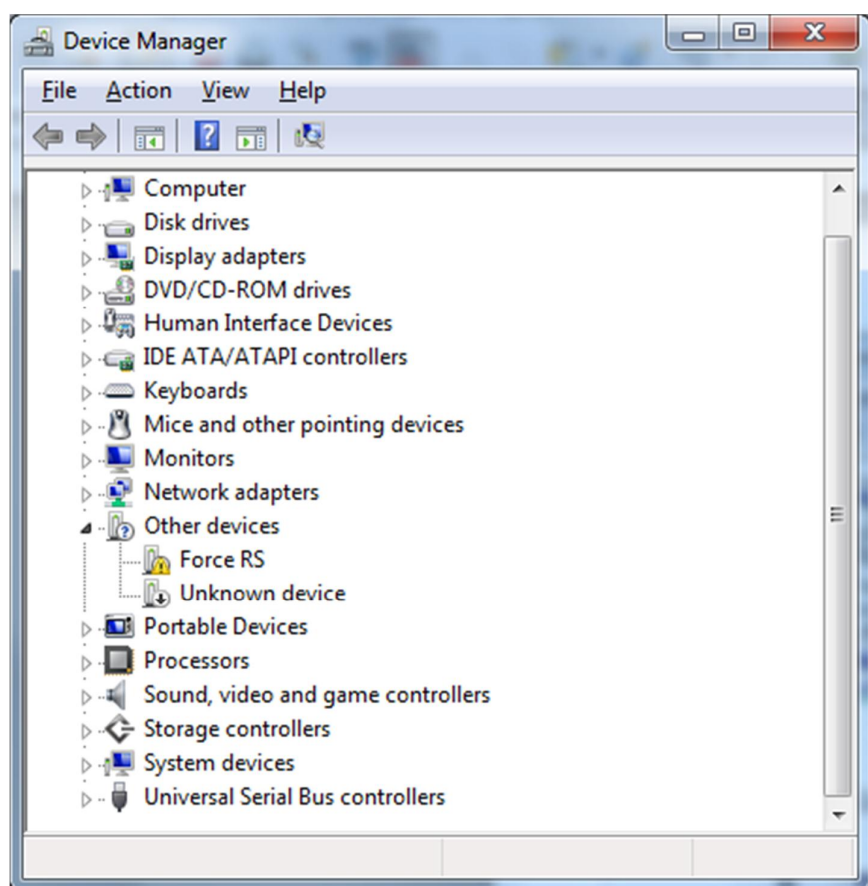 Device Manager
File Action View Help
Computer
Disk drives
Display adapters
DVD/CD-ROM drives
Human Interface Devices
IDE ATA/ATAPI controllers
Keyboards
Mice and other pointing devices
Monitors
Network adapters
Other devices
Force RS
Unknown device
Portable Devices
Processors
Sound, video and game controllers
Storage controllers
System devices
Universal Serial Bus controllers